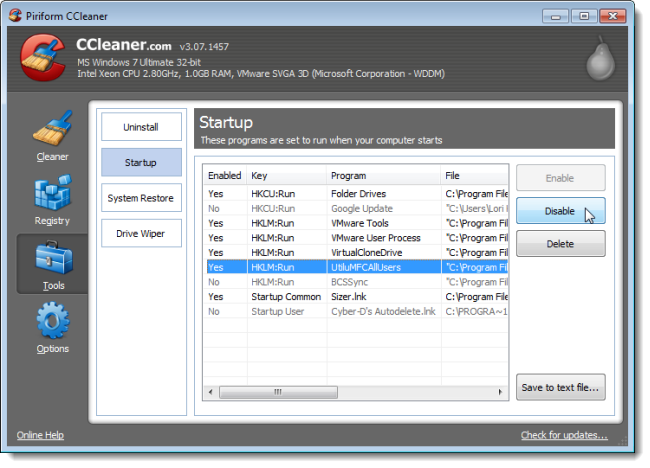 Piriform CCleaner
CCleaner.com v3.07.1457
MS Windows 7 Ultimate 32-bit
Intel Xeon CPU 2.80GHz, 1.0GB RAM, VMware SVGA 3D (Microsoft Corporation - WDDM)
Cleaner
Registry
Tools
Options
Uninstall
Startup
System Restore
Drive Wiper
Startup
These programs are set to run when your computer starts
Enabled Key Program File
Yes HKCU:Run Folder Drives C:\Program File
No HKCU:Run Google Update "C:\Users\Lori
Yes HKLM:Run VMware Tools "C:\Program Fil
Yes HKLM:Run VMware User Process "C:\Program Fil
Yes HKLM:Run VirtualCloneDrive "C:\Program Fil
Yes HKLM:Run UtiluMFCAllUsers "C:\Program Fil
No HKLM:Run BCSSync "C:\Program Fil
Yes Startup Common Sizer.lnk C:\Program File
No Startup User Cyber-D's Autodelete.lnk C:\PROGRA~1
Enable
Disable
Delete
Save to text file...
Online Help
Check for updates...